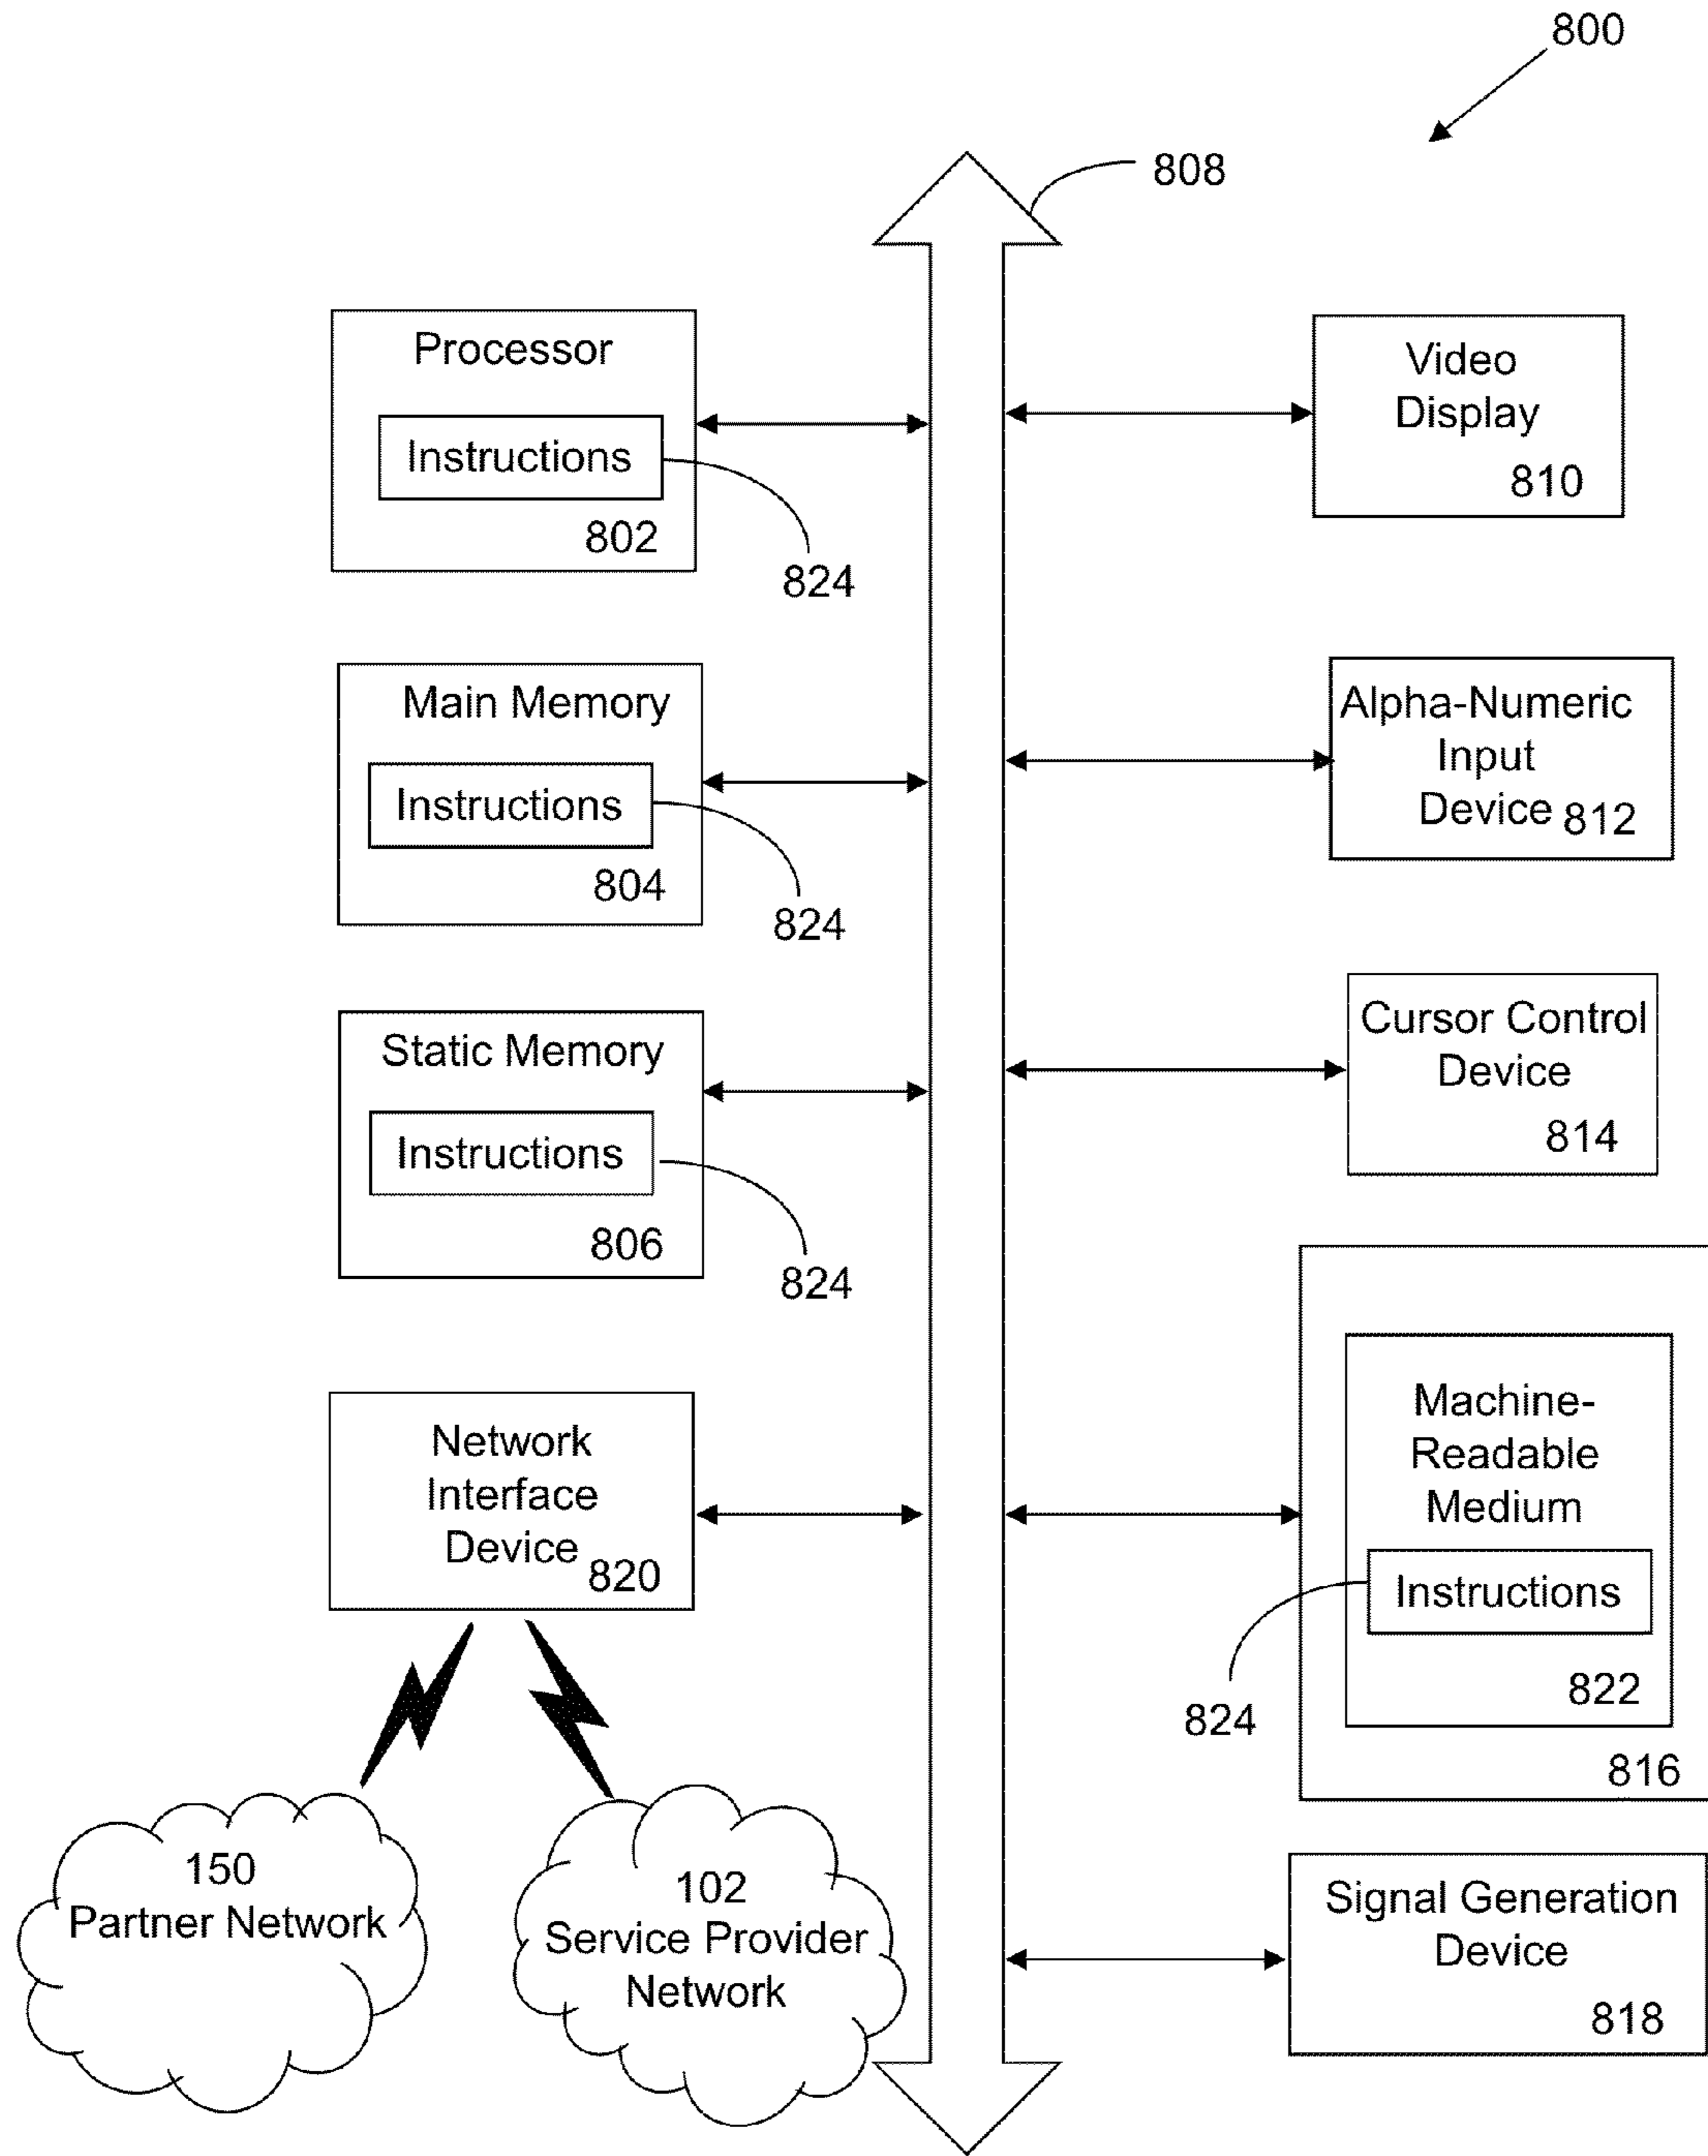 800
808
Processor
Instructions
802
824
Video
Display
810
Main Memory
Instructions
804
824
Alpha-Numeric
Input
Device 812
Static Memory
Instructions
806
824
Cursor Control
Device
814
Network
Interface
Device 820
Machine-
Readable
Medium
Instructions
822
824
816
150
Partner Network
102
Service Provider
Network
Signal Generation
Device
818